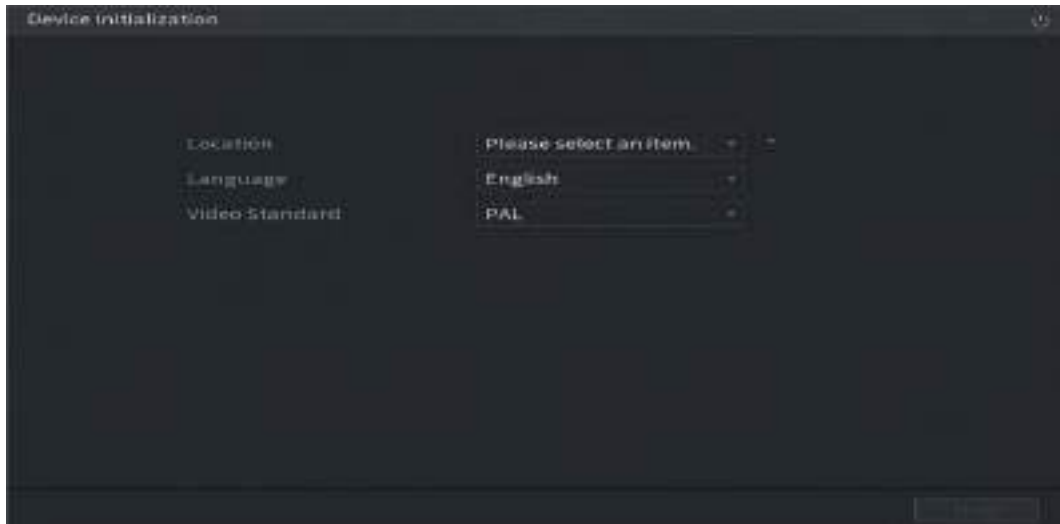 Device Initialization
Location Please select an item.
Language English
Video Standard PAL